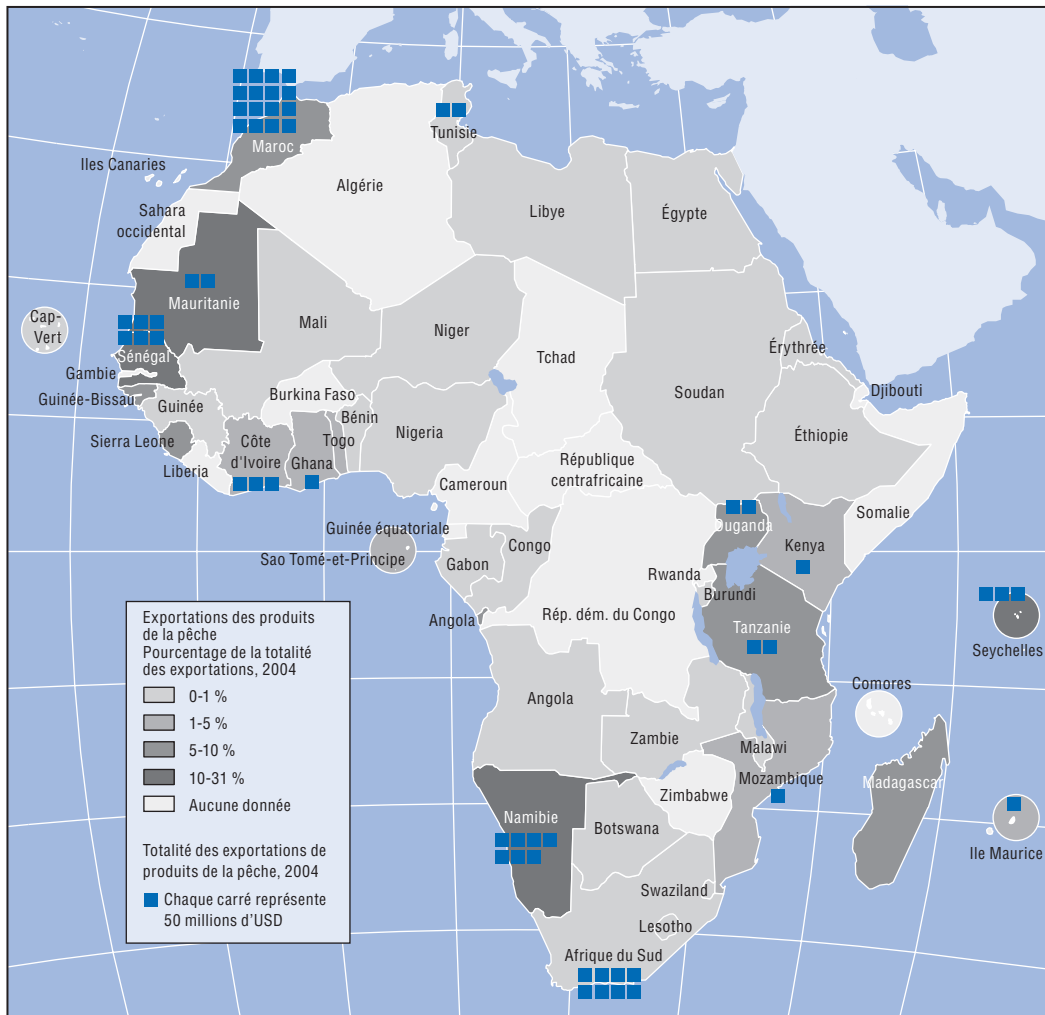 Maroc
Tunisie
Iles Canaries
Algérie
Libye
Égypte
Sahara
occidental
Mauritanie
Cap-
Vert
Mali
Niger
Tchad
Soudan
Érythrée
Sénégal
Gambie
Guinée-Bissau
Guinée
Burkina Faso
Bénin
Nigeria
Djibouti
Éthiopie
Sierra Leone
Liberia
Côte
d'Ivoire
Ghana
Togo
Cameroun
République
centrafricaine
Somalie
Ouganda
Kenya
Guinée équatoriale
Sao Tomé-et-Principe
Gabon
Congo
Rwanda
Burundi
Rép. dém. du Congo
Angola
Tanzanie
Seychelles
Comores
Angola
Zambie
Malawi
Mozambique
Madagascar
Zimbabwe
Namibie
Botswana
Ile Maurice
Swaziland
Lesotho
Afrique du Sud
Exportations des produits
de la pêche
Pourcentage de la totalité
des exportations, 2004
0-1 %
1-5 %
5-10 %
10-31 %
Aucune donnée
Totalité des exportations de
produits de la pêche, 2004
Chaque carré représente
50 millions d'USD